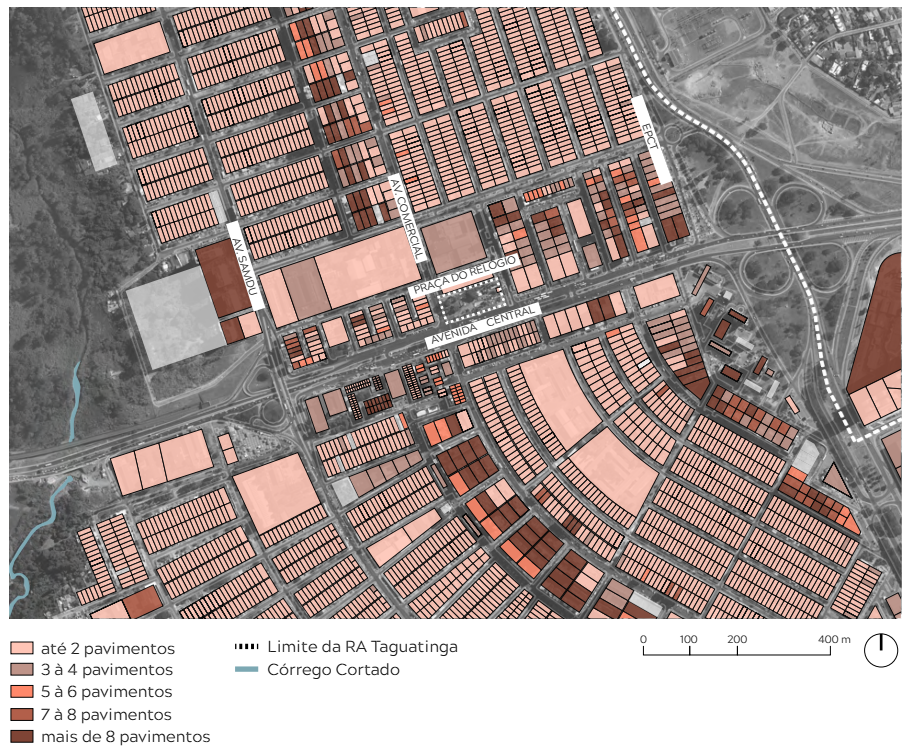 EPCT
AV. COMERCIAL
AV. SAMDU
PRAÇA DO RELÓGIO
AVENIDA CENTRAL
até 2 pavimentos
3 à 4 pavimentos
5 à 6 pavimentos
7 à 8 pavimentos
mais de 8 pavimentos
Limite da RA Taguatinga
Córrego Cortado
0 100 200 400 m